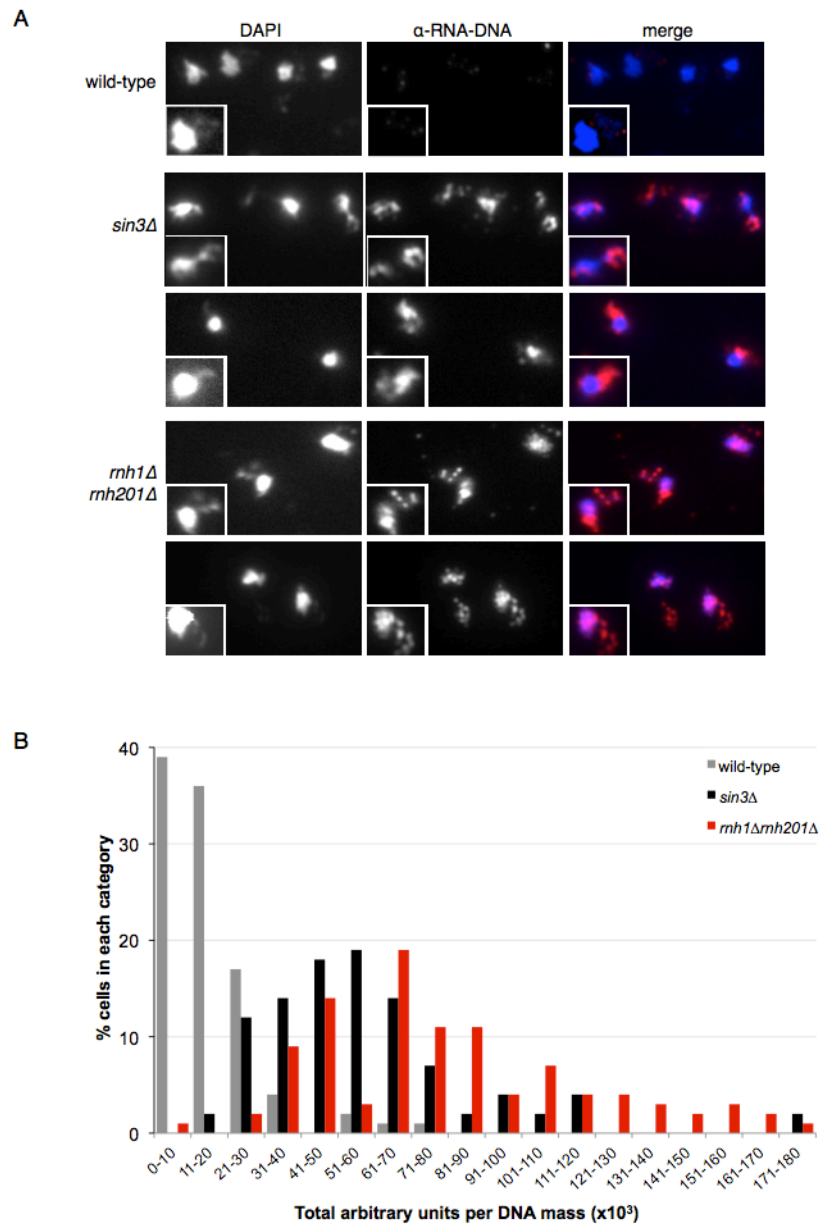 A
DAPI α-RNA-DNA merge
wild-type
sin3Δ
rnh1Δ
rnh201Δ
B
40
30
20
10
0
% cells in each category
wild-type
sin3Δ
rnh1Δrnh201Δ
0-10 11-20 21-30 31-40 41-50 51-60 61-70 71-80 81-90 91-100 101-110 111-120 121-130 131-140 141-150 151-160 161-170 171-180
Total arbitrary units per DNA mass (x10³)